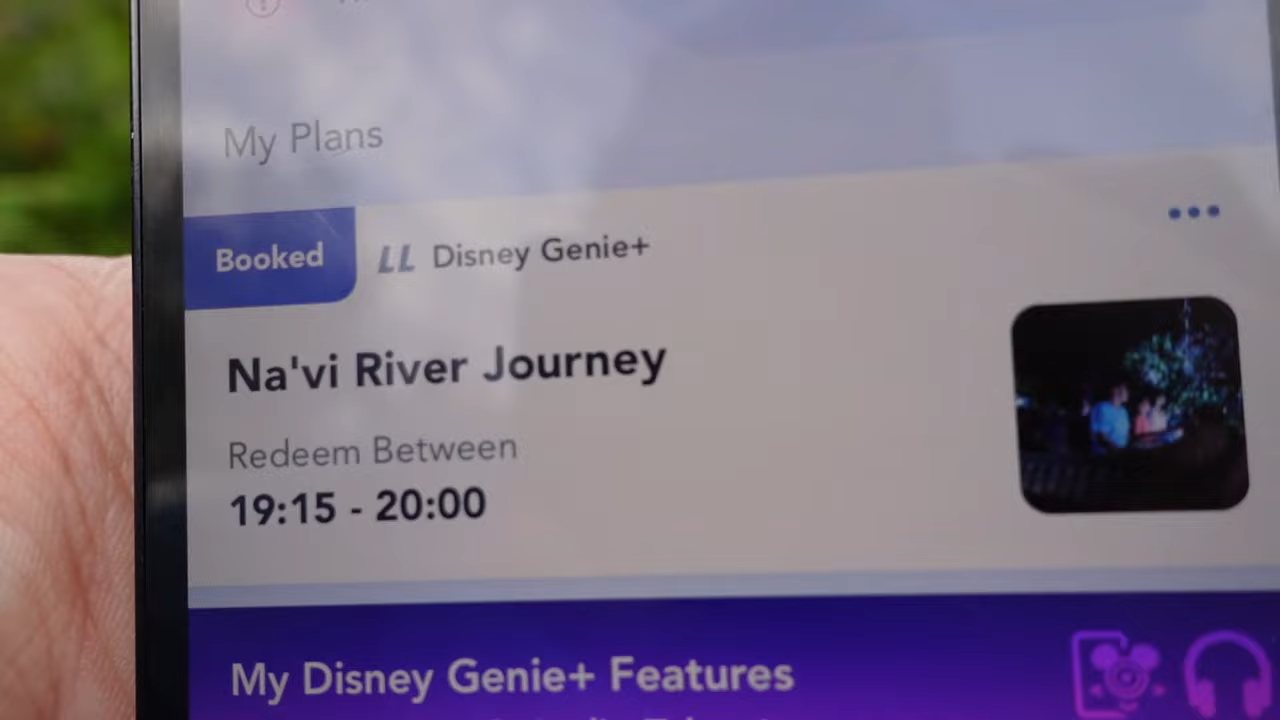 My Plans
Booked LL Disney Genie+
Na'vi River Journey
Redeem Between
19:15 - 20:00
My Disney Genie+ Features